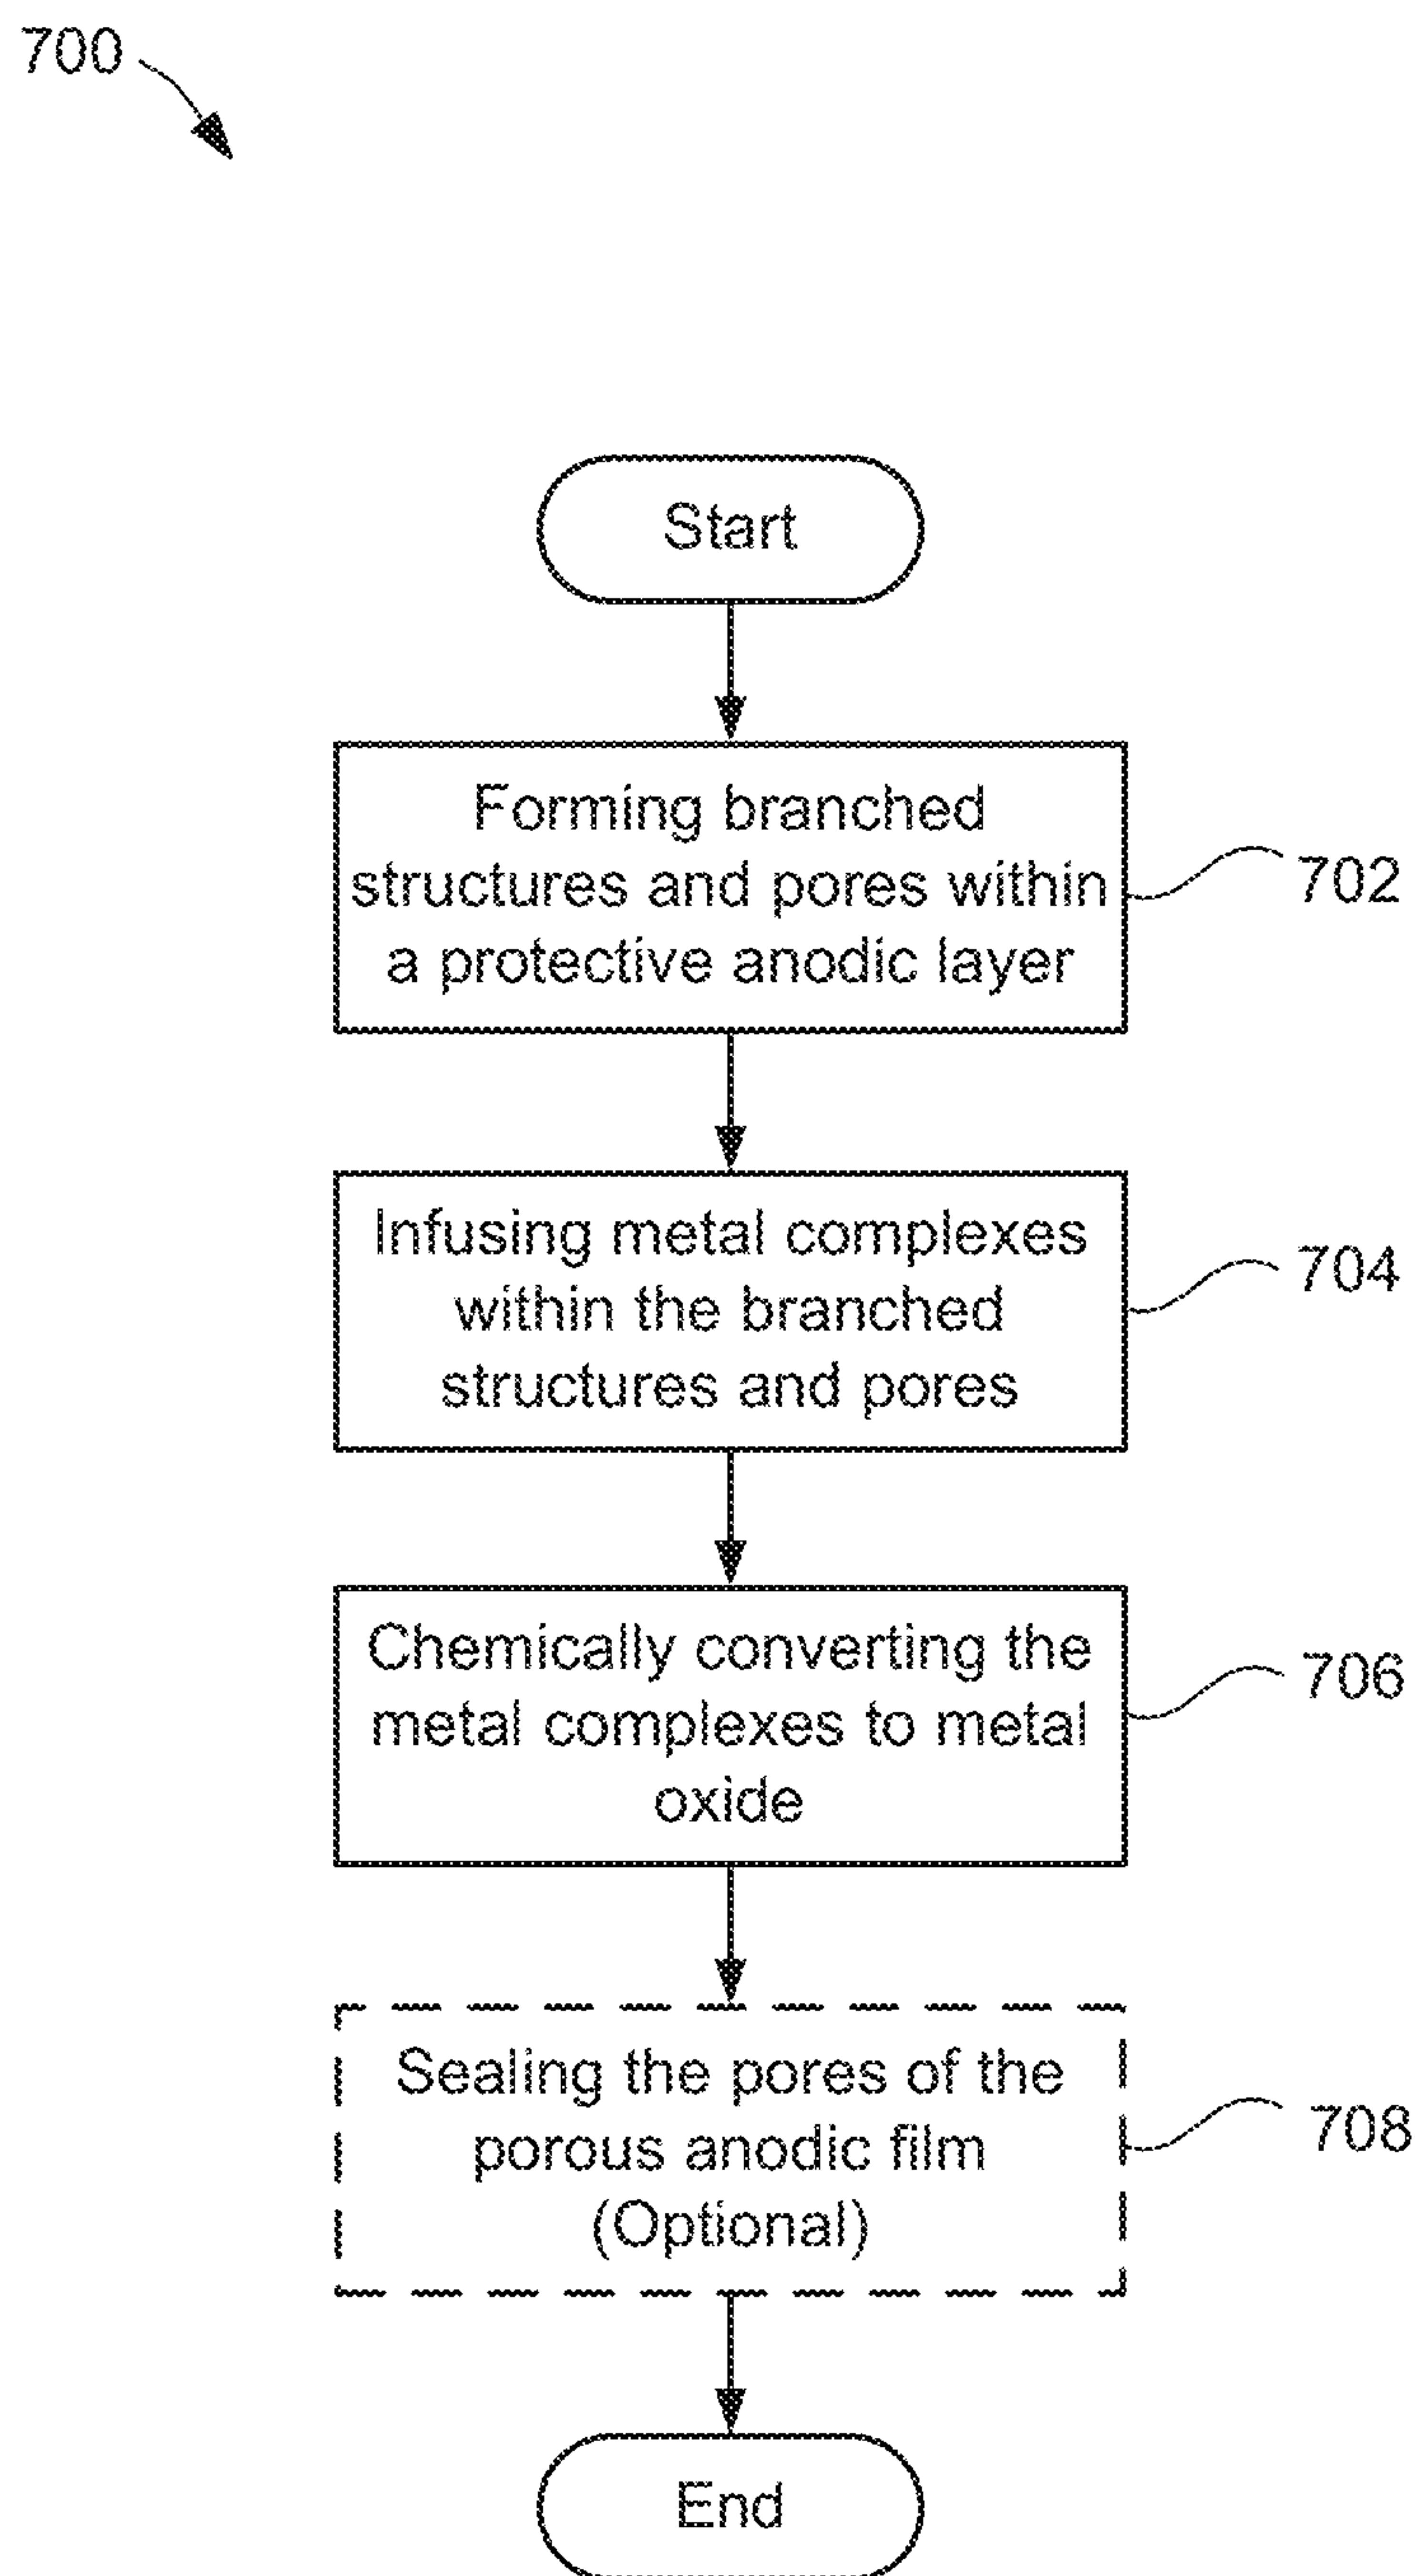 700
Start
Forming branched
structures and pores within
a protective anodic layer
702
Infusing metal complexes
within the branched
structures and pores
704
Chemically converting the
metal complexes to metal
oxide
706
Sealing the pores of the
porous anodic film
(Optional)
708
End